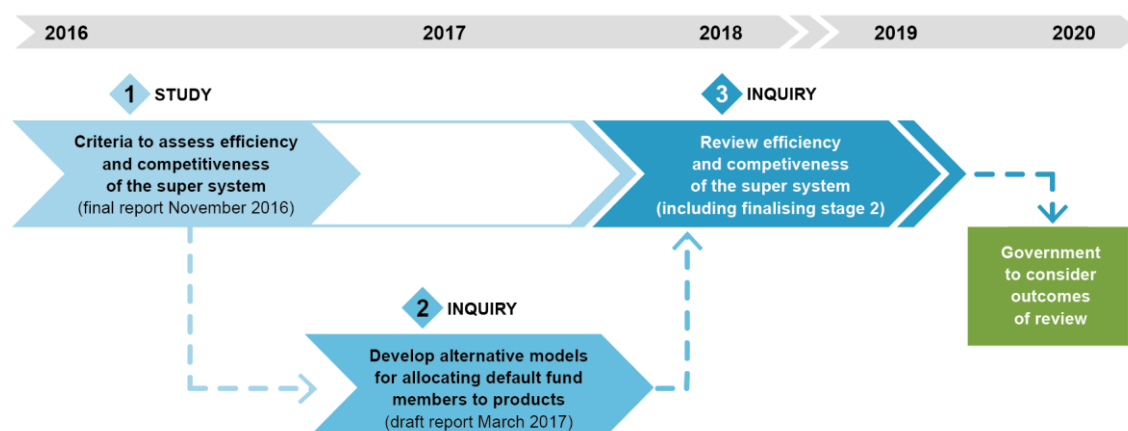 2016 2017 2018 2019 2020
1 STUDY
Criteria to assess efficiency
and competitiveness
of the super system
(final report November 2016)
3 INQUIRY
Review efficiency
and competiveness
of the super system
(including finalising stage 2)
2 INQUIRY
Develop alternative models
for allocating default fund
members to products
(draft report March 2017)
Government
to consider
outcomes
of review